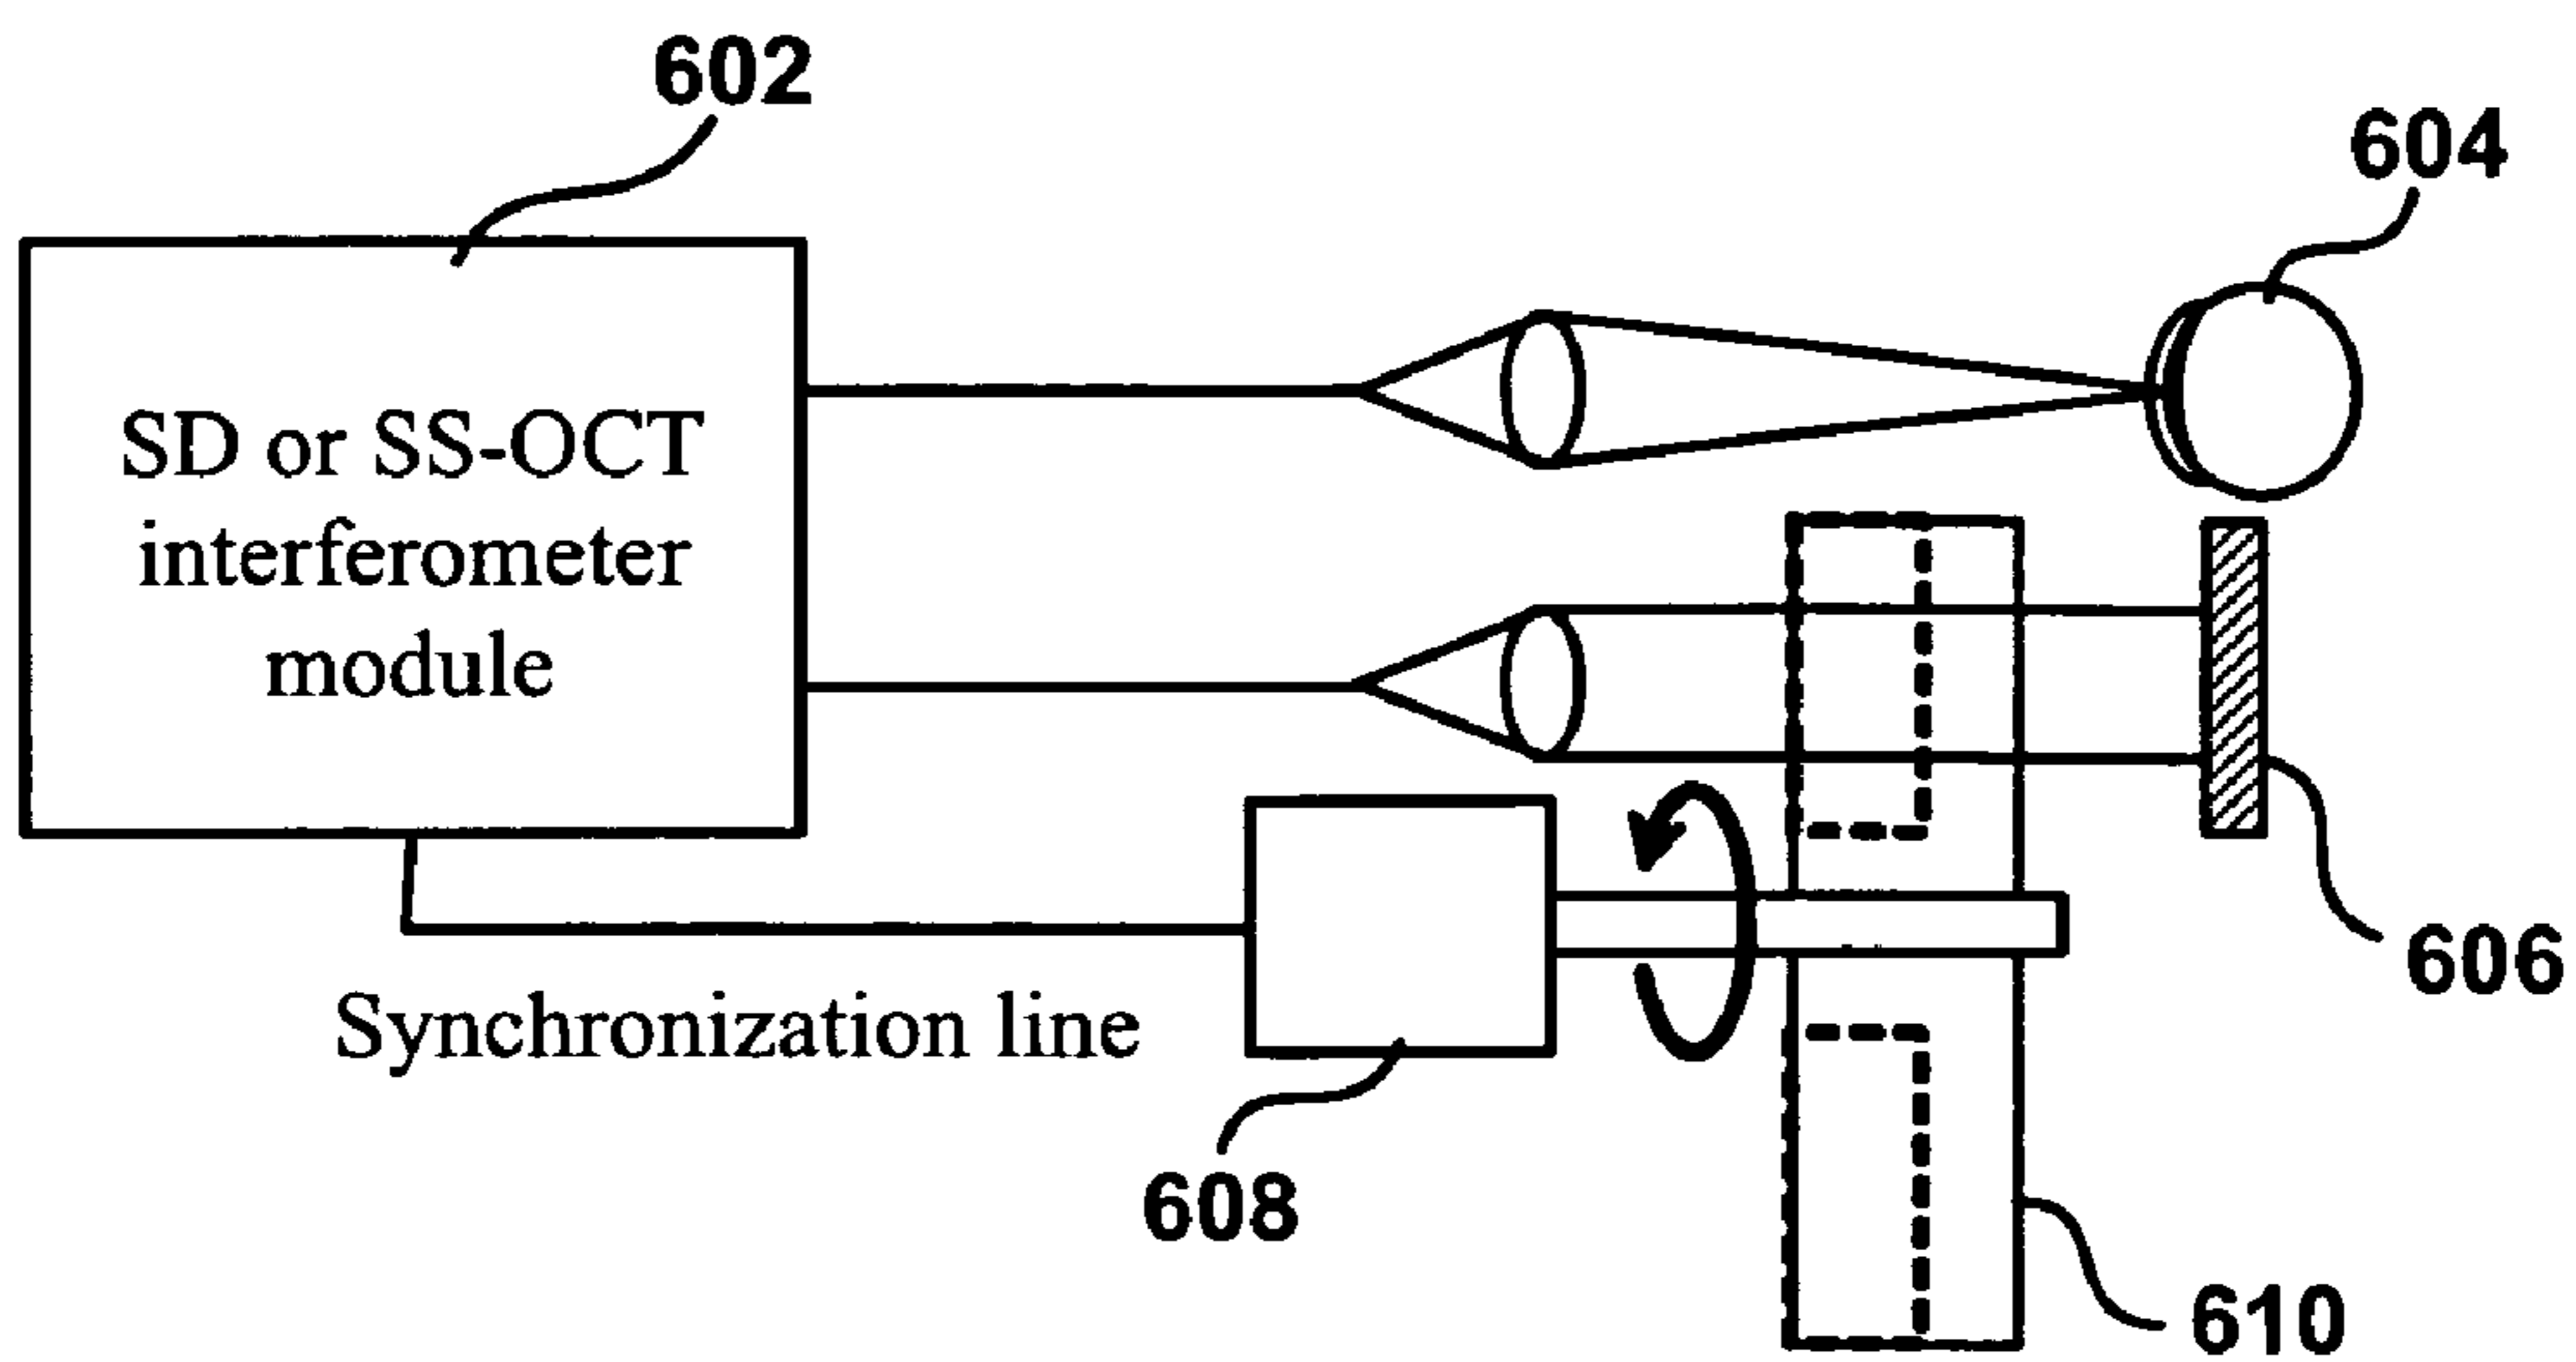 602
604
SD or SS-OCT
interferometer
module
606
Synchronization line
608
610